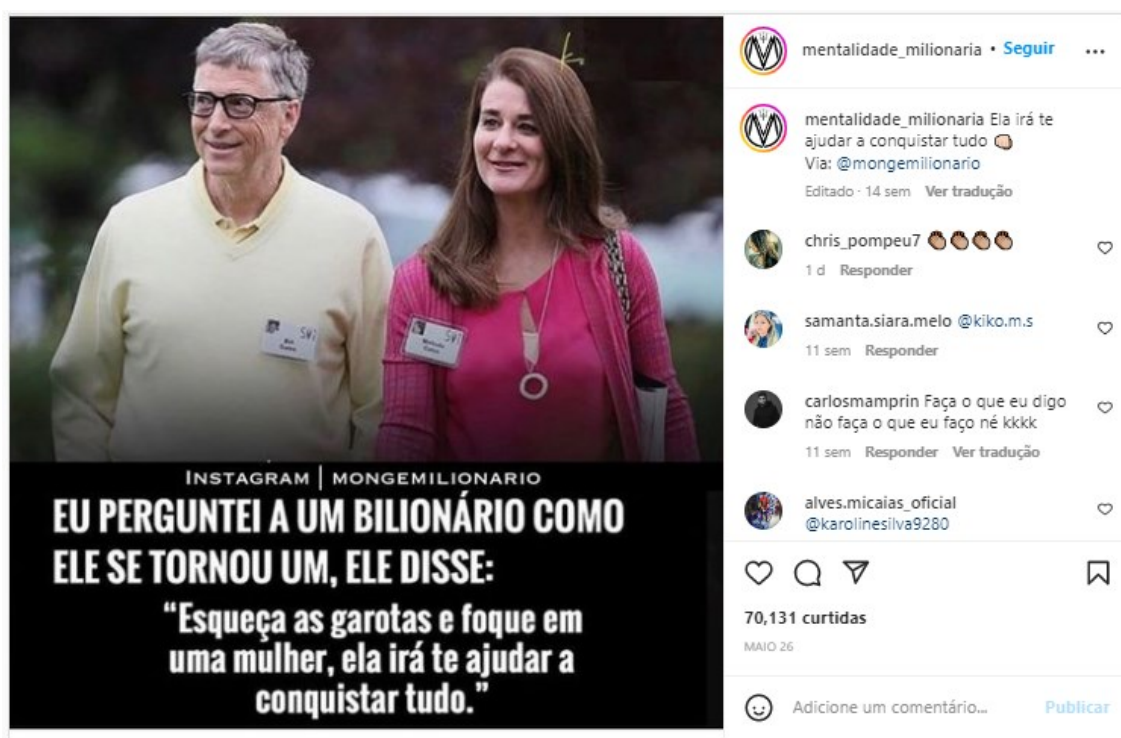 SVi
SVi
INSTAGRAM | MONGEMILIONARIO
EU PERGUNTEI A UM BILIONÁRIO COMO
ELE SE TORNOU UM, ELE DISSE:
“Esqueça as garotas e foque em
uma mulher, ela irá te ajudar a
conquistar tudo.”
mentalidade_milionaria • Seguir
mentalidade_milionaria Ela irá te
ajudar a conquistar tudo
Via: @mongemilionario
Editado · 14 sem Ver tradução
chris_pompeu7
1 d Responder
samanta.siara.melo @kiko.m.s
11 sem Responder
carlosmamprin Faça o que eu digo
não faça o que eu faço né kkkk
11 sem Responder Ver tradução
alves.micaias_oficial
@karolinesilva9280
70,131 curtidas
MAIO 26
Adicione um comentário... Publicar